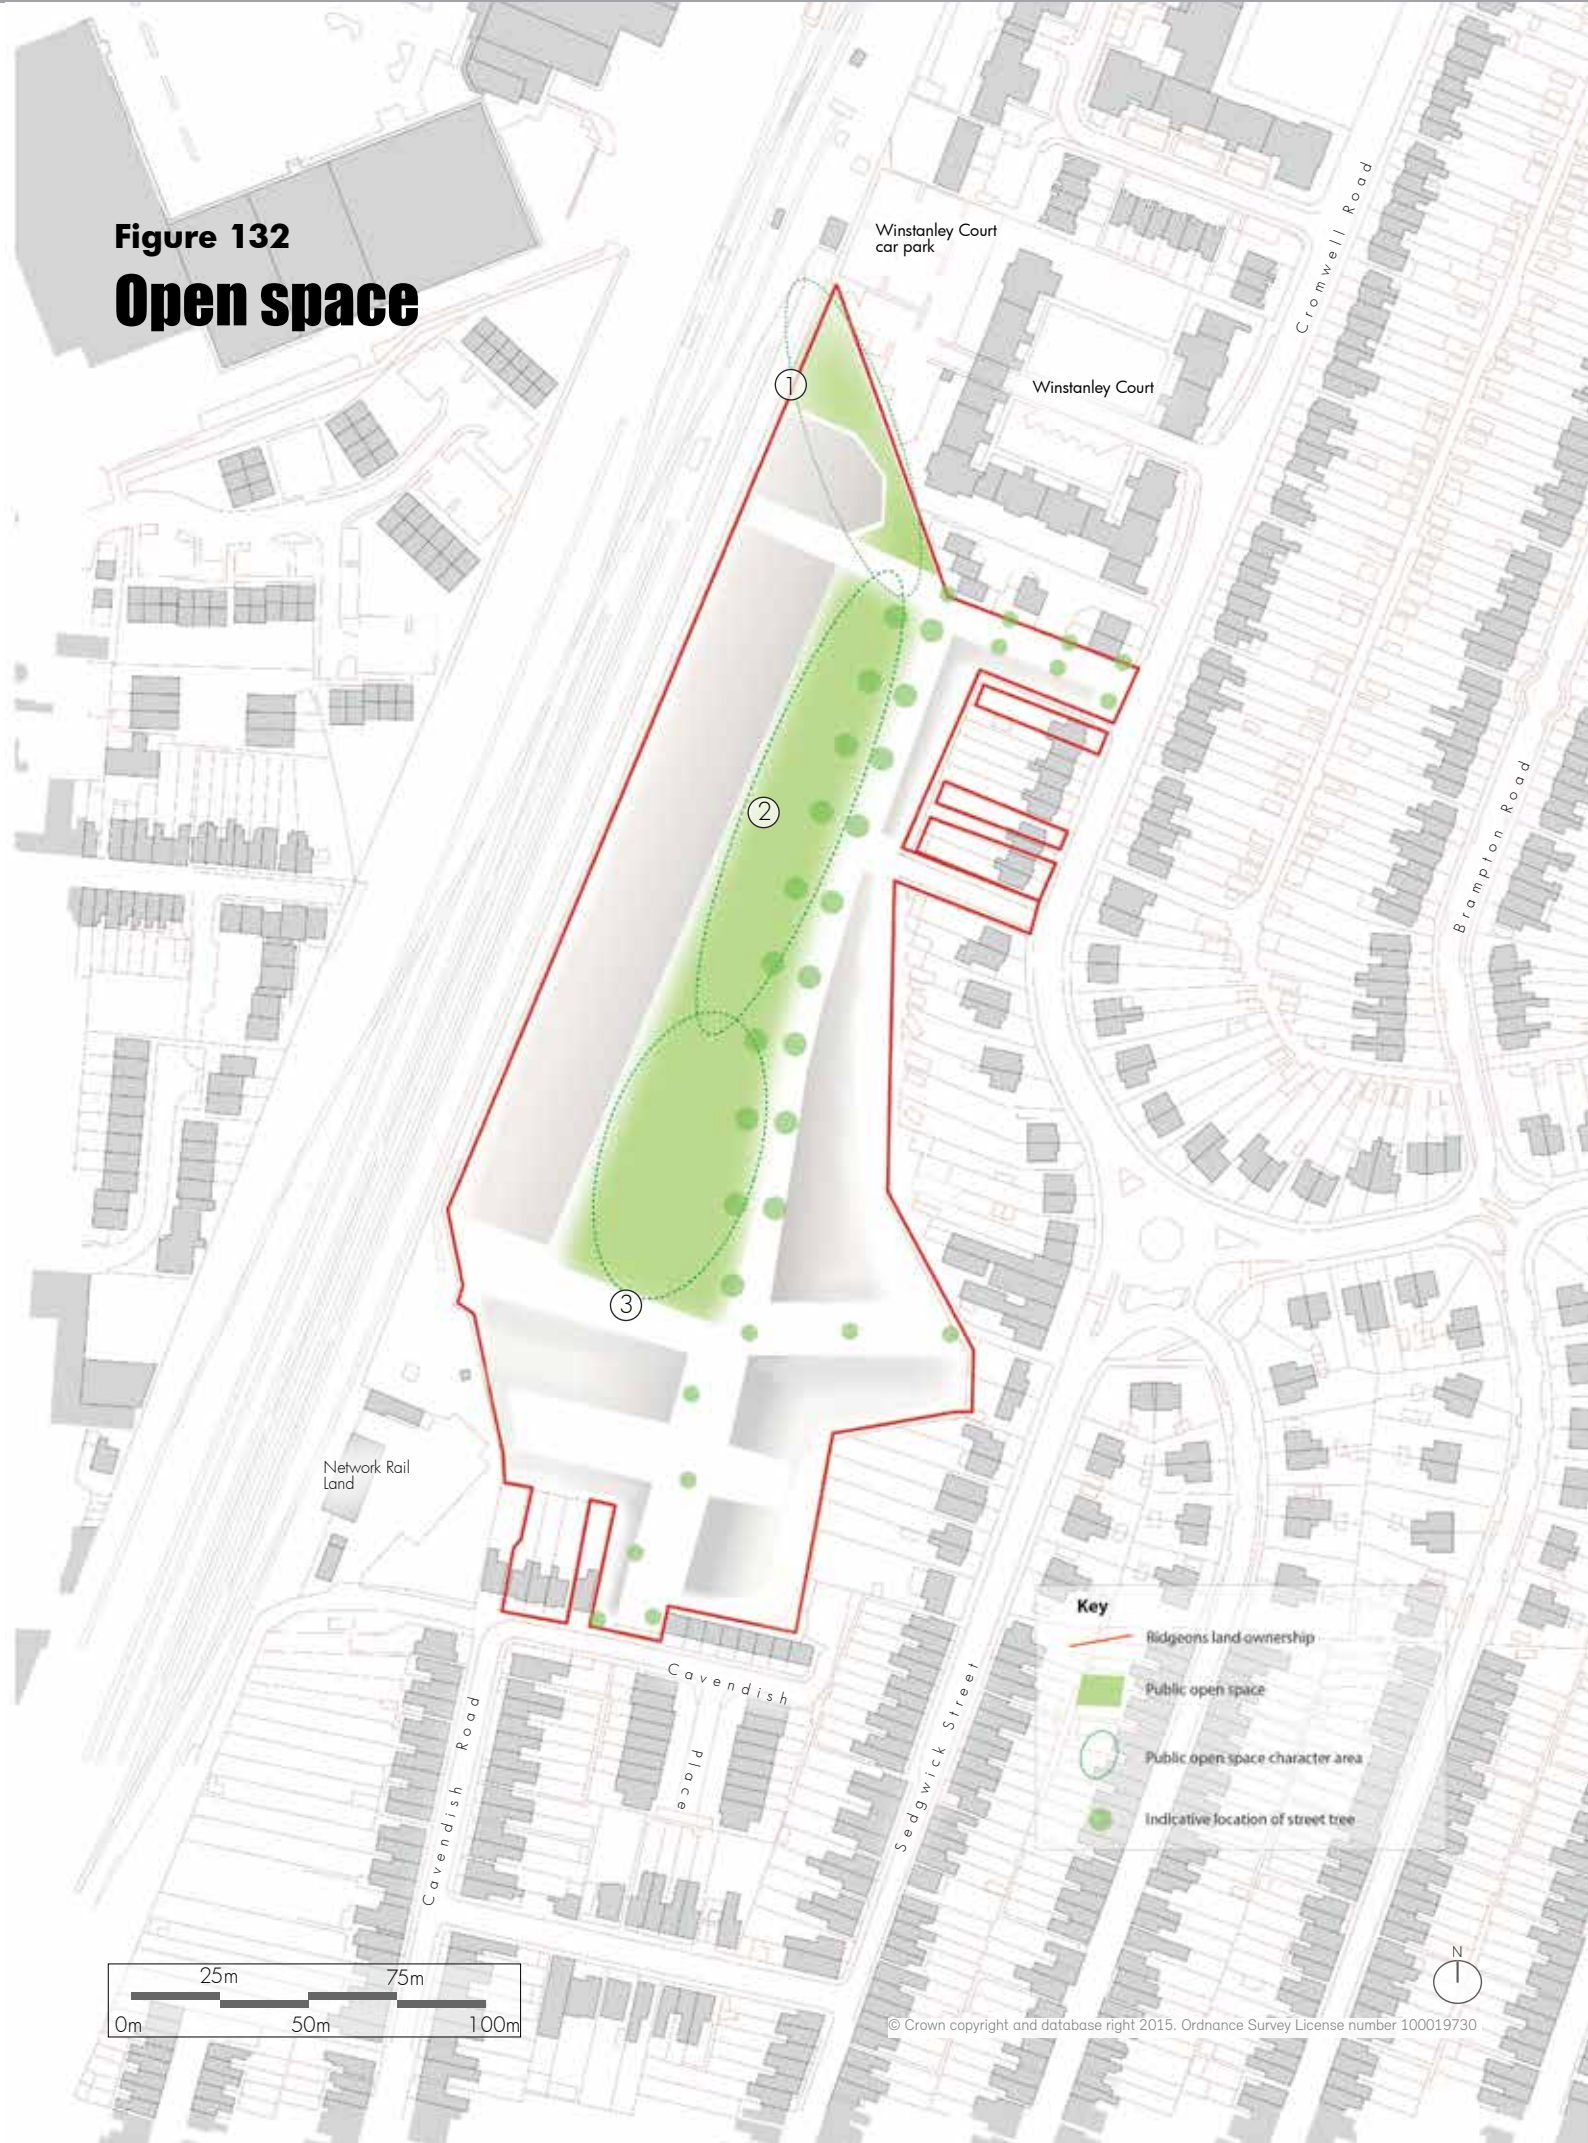 Figure 132
Open space
Winstanley Court
car park
Cromwell Road
1
Winstanley Court
2
Brampton Road
3
Network Rail
Land
Key
Ridgeons land ownership
Public open space
Public open space character area
Indicative location of street tree
Cavendish
place
Cavendish Road
Sedgwick Street
25m 75m
0m 50m 100m
N
© Crown copyright and database right 2015. Ordnance Survey License number 100019730